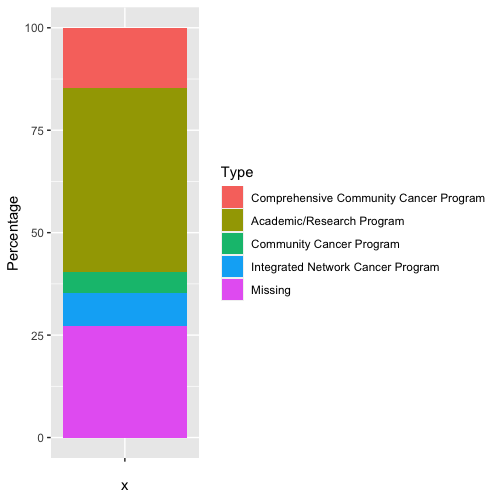 100
75
50
25
0
Percentage
x
Type
Comprehensive Community Cancer Program
Academic/Research Program
Community Cancer Program
Integrated Network Cancer Program
Missing